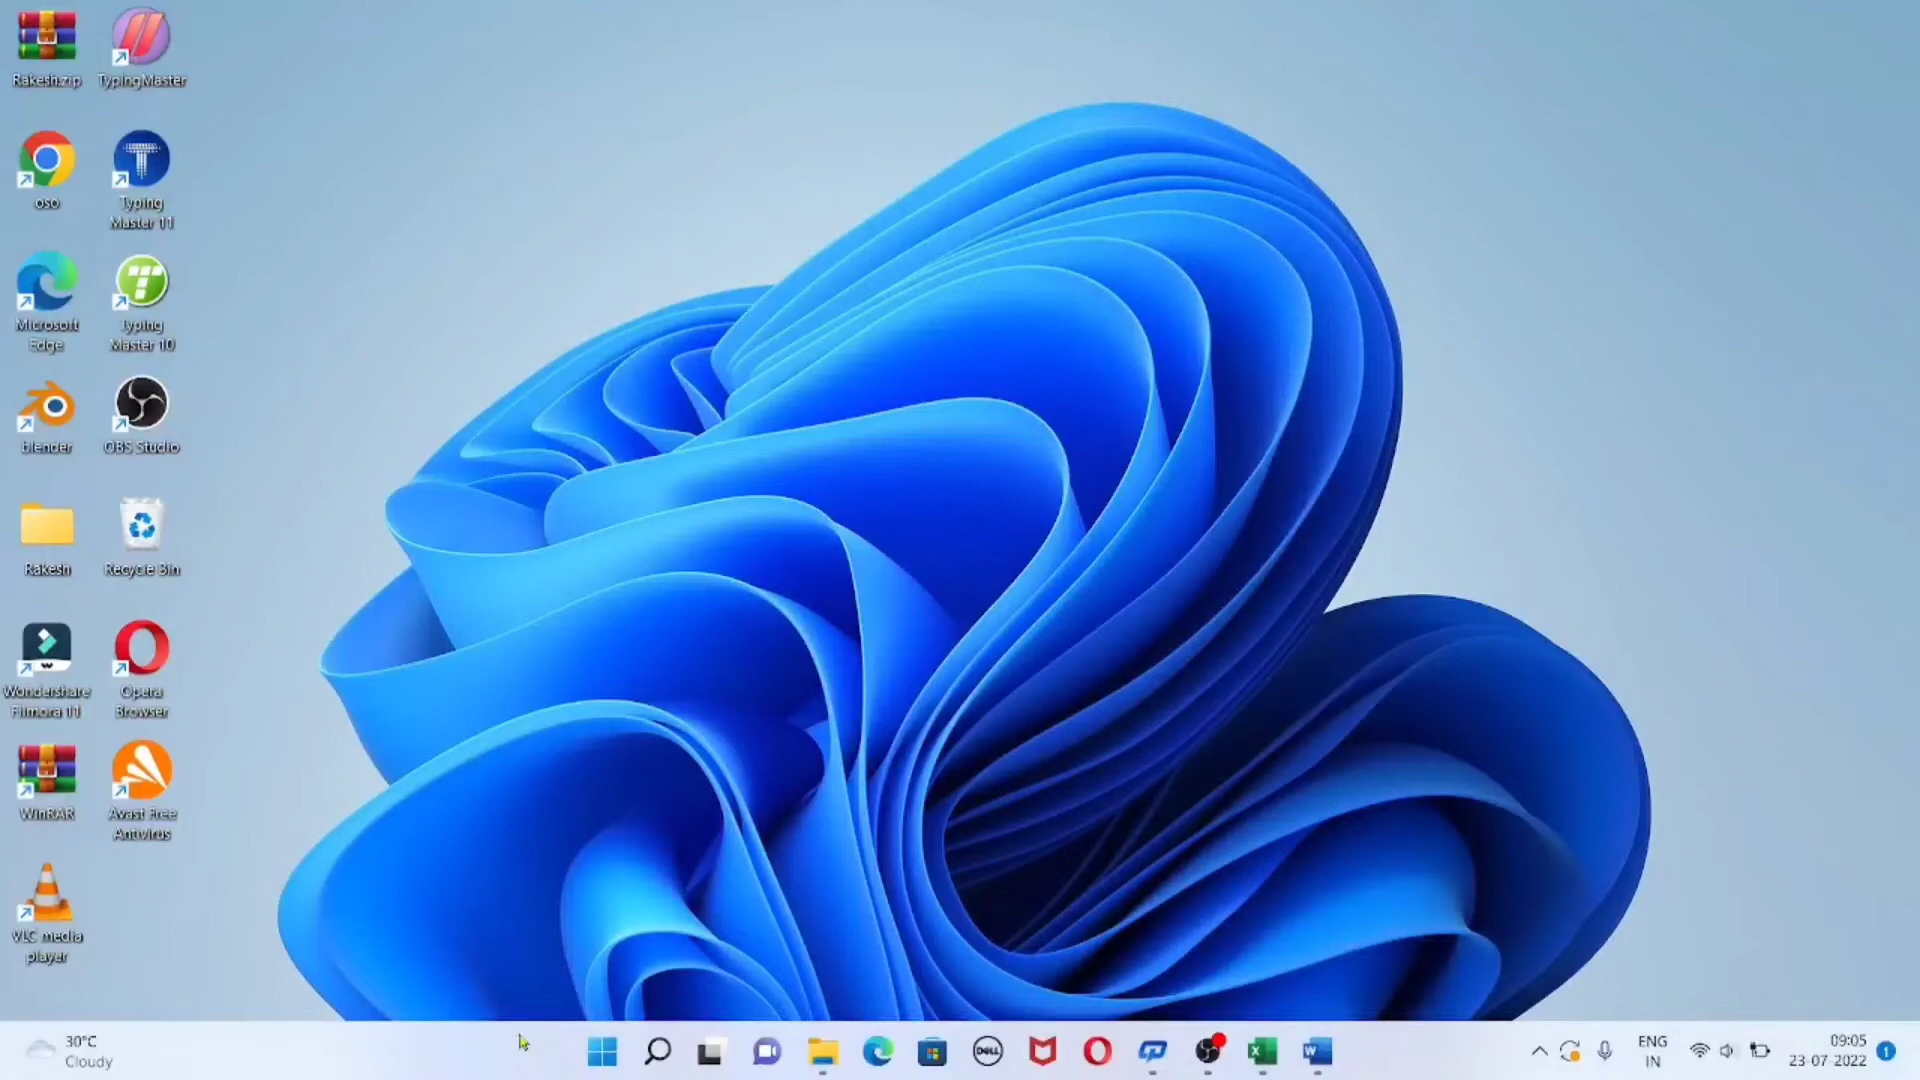 Rakesh.zip
TypingMaster
oso
Typing
Master 11
Microsoft
Edge
Typing
Master 10
blender
OBS Studio
Rakesh
Recycle Bin
Wondershare
Filmora 11
Opera
Browser
WinRAR
Avast Free
Antivirus
VLC media
player
30°C
Cloudy
DELL
ENG
IN
09:05
23-07-2022
1